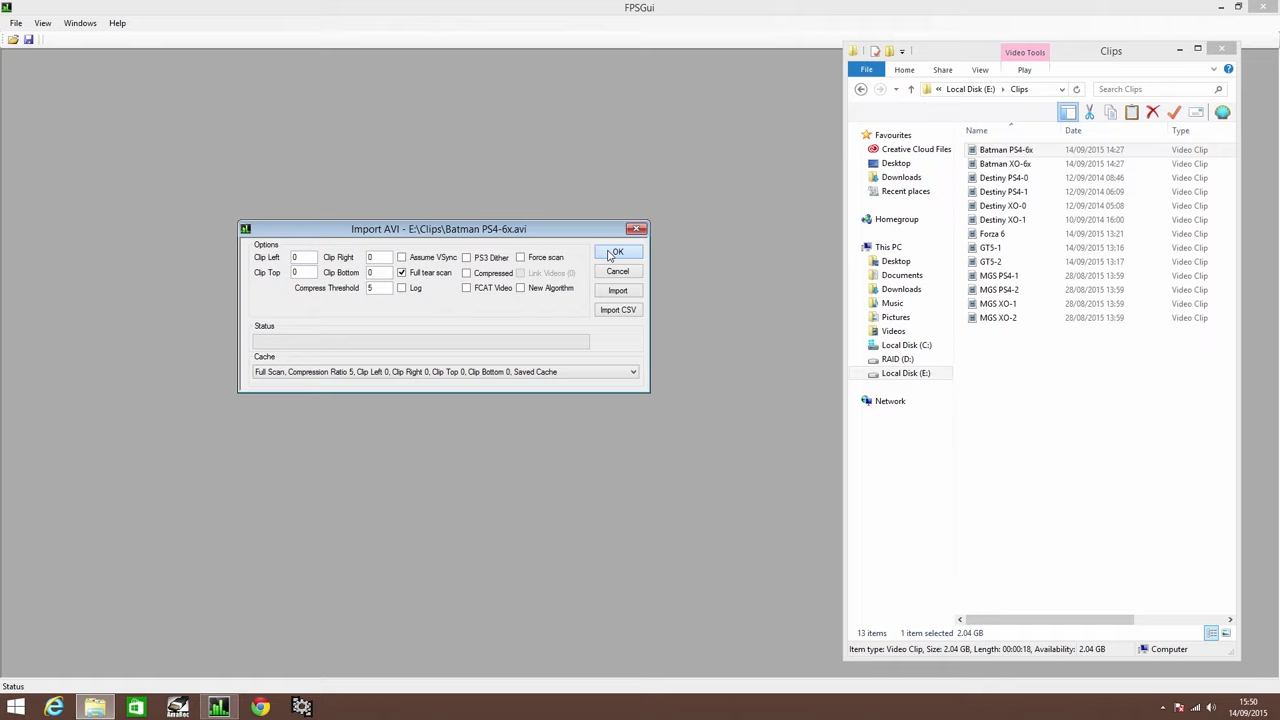 FPSGui
File View Windows Help
Import AVI - E:\Clips\Batman PS4-6x.avi
Options
Clip Left 0 Clip Right 0 Assume VSync PS3 Dither Force scan OK
Clip Top 0 Clip Bottom 0 Full tear scan Compressed Link Videos (0) Cancel
Compress Threshold 5 Log FCAT Video New Algorithm Import
Import CSV
Status
Cache
Full Scan, Compression Ratio 5, Clip Left 0, Clip Right 0, Clip Top 0, Clip Bottom 0, Saved Cache
Video Tools Clips
File Home Share View Play
« Local Disk (E:) Clips Search Clips
Name Date Type
Favourites
Creative Cloud Files
Desktop
Downloads
Recent places
Homegroup
This PC
Desktop
Documents
Downloads
Music
Pictures
Videos
Local Disk (C:)
RAID (D:)
Local Disk (E:)
Network
Batman PS4-6x 14/09/2015 14:27 Video Clip
Batman XO-6x 14/09/2015 14:27 Video Clip
Destiny PS4-0 12/09/2014 08:46 Video Clip
Destiny PS4-1 12/09/2014 06:09 Video Clip
Destiny XO-0 12/09/2014 05:08 Video Clip
Destiny XO-1 10/09/2014 16:00 Video Clip
Forza 6 14/09/2015 13:23 Video Clip
GT5-1 14/09/2015 13:16 Video Clip
GT5-2 14/09/2015 13:17 Video Clip
MGS PS4-1 28/08/2015 13:59 Video Clip
MGS PS4-2 28/08/2015 13:59 Video Clip
MGS XO-1 28/08/2015 13:59 Video Clip
MGS XO-2 28/08/2015 13:59 Video Clip
13 items 1 item selected 2.04 GB
Item type: Video Clip, Size: 2.04 GB, Length: 00:00:18, Availability: 2.04 GB Computer
Status
AmaRec
15:50
14/09/2015